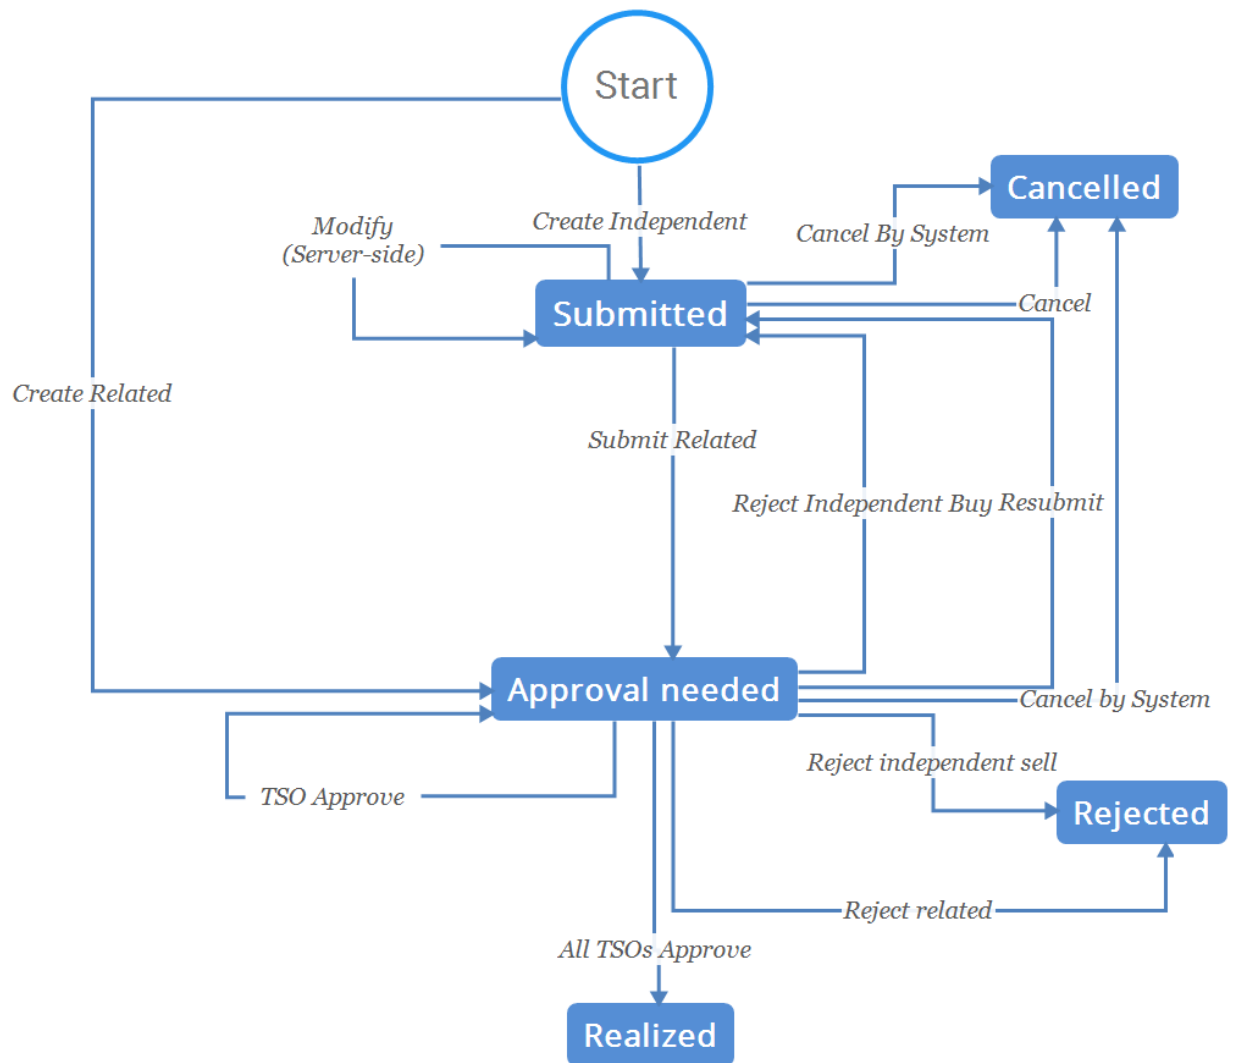 Start
Cancelled
Create Independent
Modify
(Server-side)
Cancel By System
Submitted
Cancel
Create Related
Submit Related
Reject Independent Buy
Resubmit
Approval needed
Cancel by System
Reject independent sell
TSO Approve
Rejected
Reject related
All TSOs Approve
Realized